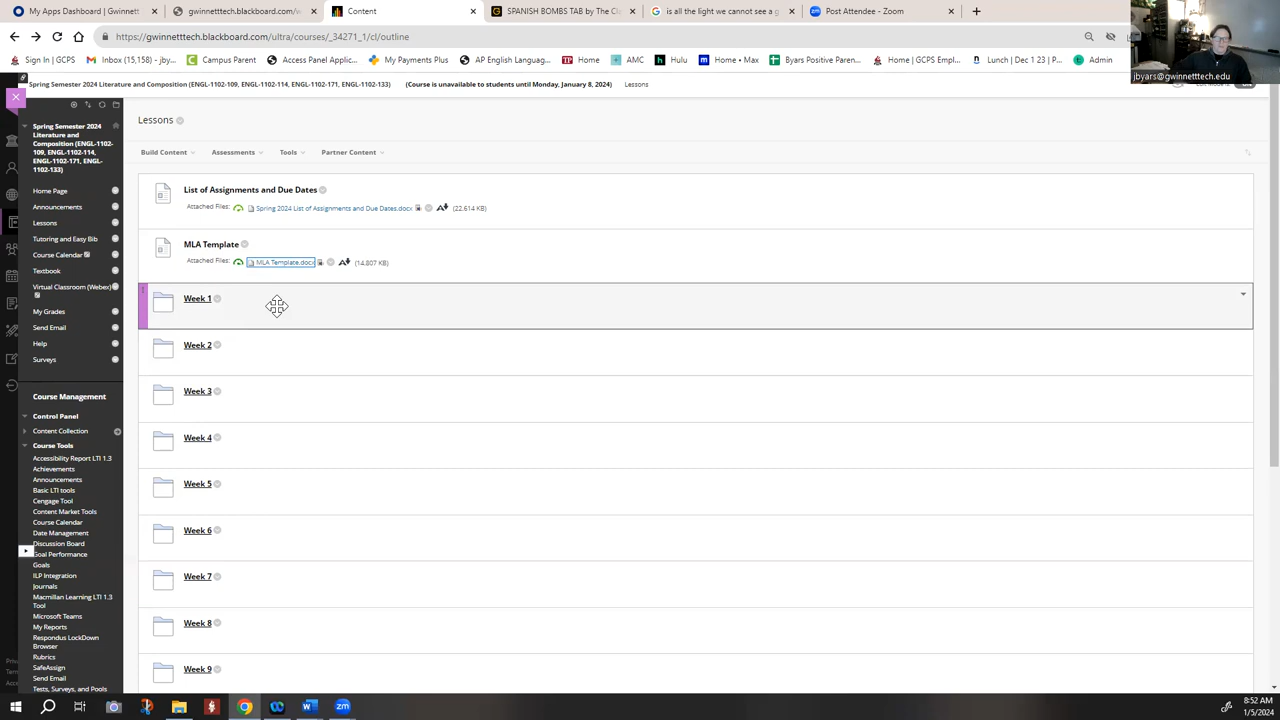 My Apps Dashboard | Gwinnett
gwinnetttech.blackboard.com/w
Content
SPANISH BOMBS TAB by The Cl
is all the light we cannot see a g
Post Attendee - Zoom
https://gwinnetttech.blackboard.com/ultra/courses/_34271_1/cl/outline
Sign In | GCPS
Inbox (15,158) - jby...
Campus Parent
Access Panel Applic...
My Payments Plus
AP English Language...
Home
AMC
Hulu
Home • Max
Byars Positive Paren...
Home | GCPS Empl...
Lunch | Dec 1 23 | P...
Admin
jbyars@gwinnetttech.edu
Spring Semester 2024 Literature and Composition (ENGL-1102-109, ENGL-1102-114, ENGL-1102-171, ENGL-1102-133)
(Course is unavailable to students until Monday, January 8, 2024)
Lessons
Spring Semester 2024
Literature and
Composition (ENGL-1102-
109, ENGL-1102-114,
ENGL-1102-171,
ENGL-1102-133)
Home Page
Announcements
Lessons
Tutoring and Easy Bib
Course Calendar
Textbook
Virtual Classroom (Webex)
My Grades
Send Email
Help
Surveys
Course Management
Control Panel
Content Collection
Course Tools
Accessibility Report LTI 1.3
Achievements
Announcements
Basic LTI tools
Cengage Tool
Content Market Tools
Course Calendar
Date Management
Discussion Board
Goal Performance
Goals
ILP Integration
Journals
Macmillan Learning LTI 1.3
Tool
Microsoft Teams
My Reports
Respondus LockDown
Browser
Rubrics
SafeAssign
Send Email
Tests, Surveys, and Pools
Lessons
Build Content
Assessments
Tools
Partner Content
List of Assignments and Due Dates
Attached Files: Spring 2024 List of Assignments and Due Dates.docx (22.614 KB)
MLA Template
Attached Files: MLA Template.docx (14.807 KB)
Week 1
Week 2
Week 3
Week 4
Week 5
Week 6
Week 7
Week 8
Week 9
8:52 AM
1/5/2024